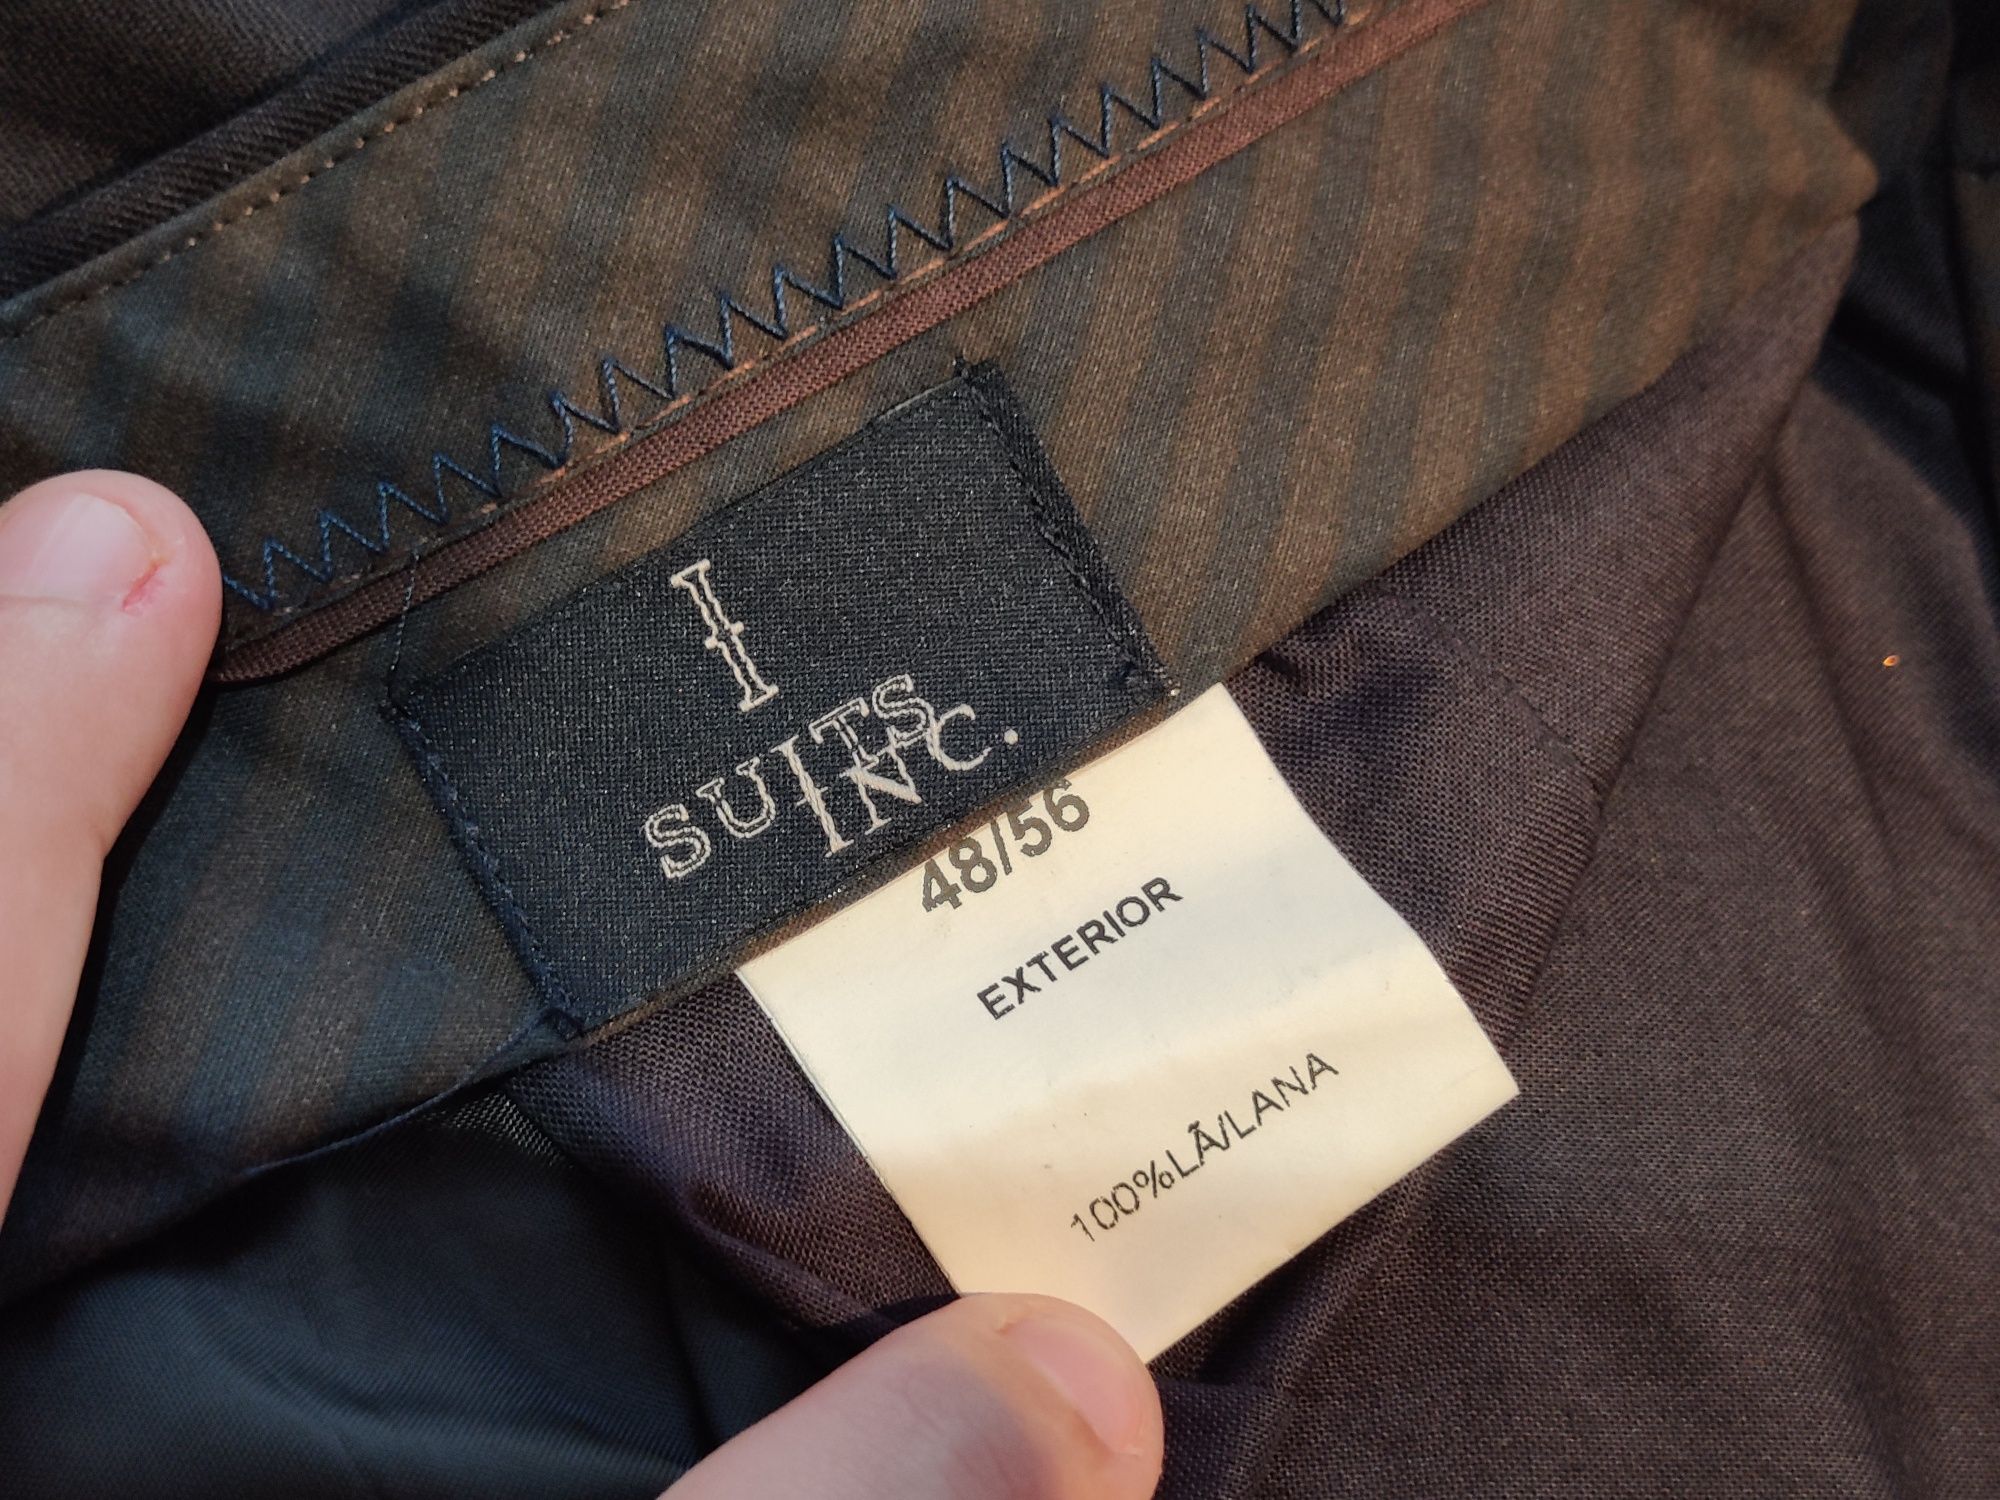 I
SUITS
INC.
48/56
EXTERIOR
100%LÃ/LANA